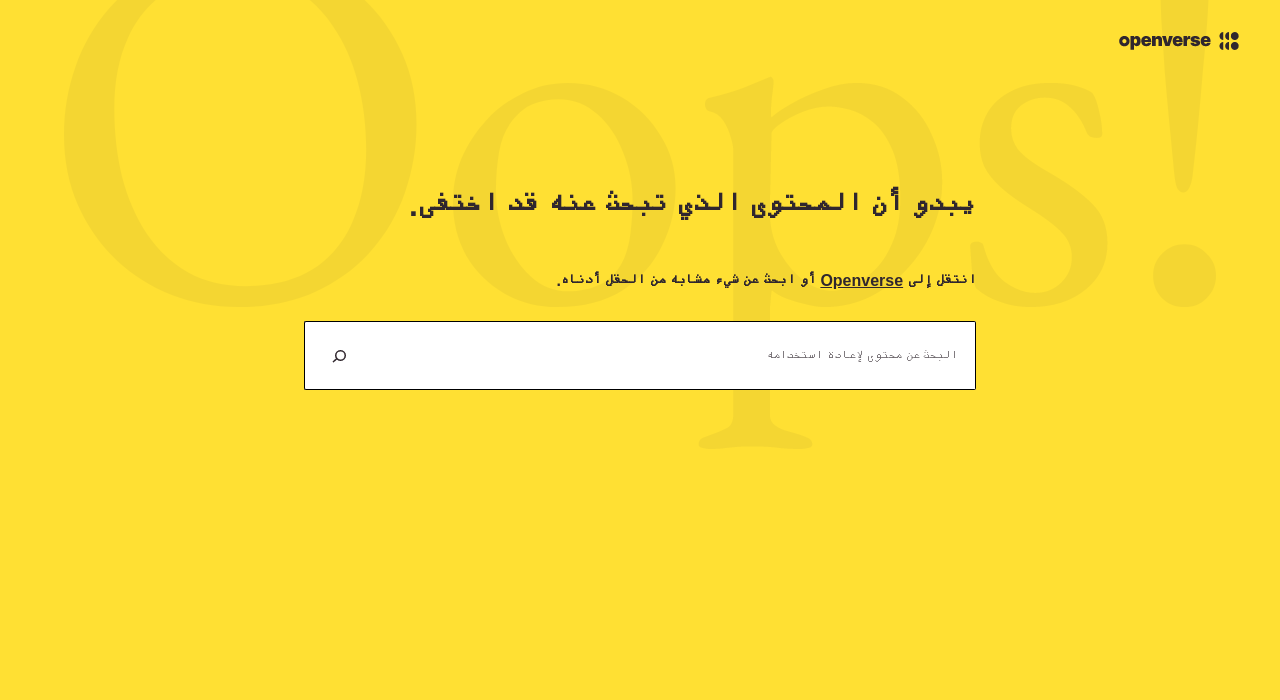 Oops!
openverse
يبدو أن المحتوى الذي تبحث عنه قد اختفى.
انتقل إلى Openverse أو ابحث عن شيء مشابه من الحقل أدناه.
البحث عن محتوى لإعادة استخدامه